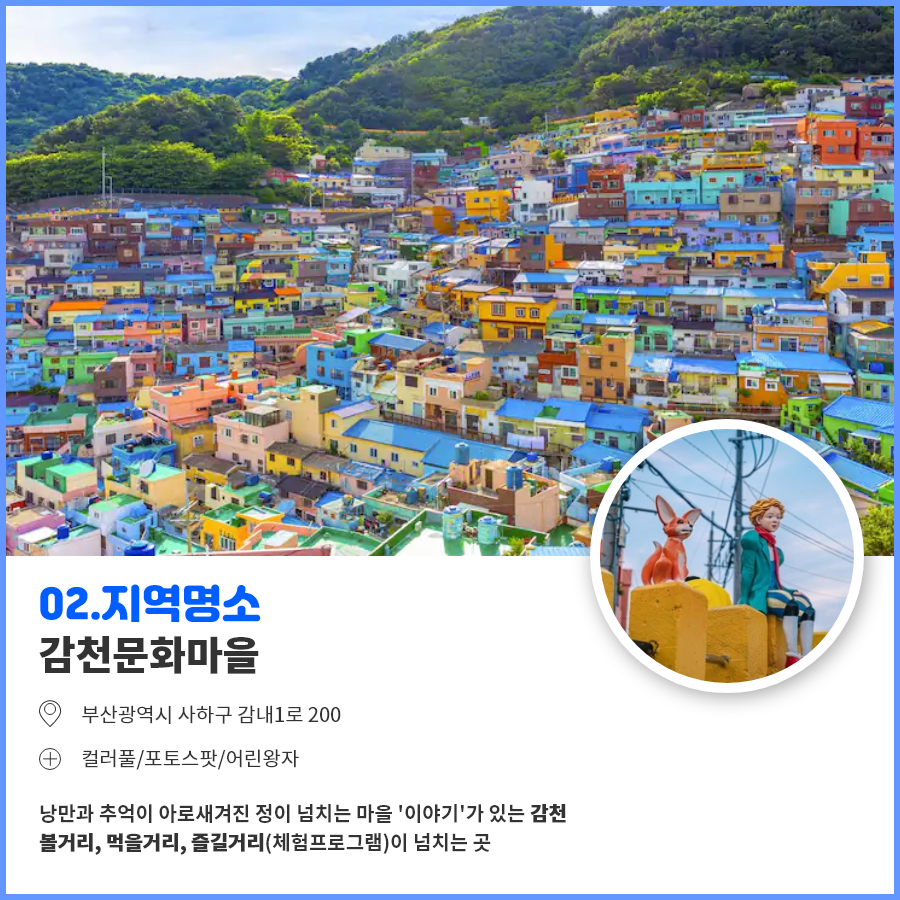 02.지역명소
감천문화마을
부산광역시 사하구 감내1로 200
컬러풀/포토스팟/어린왕자
낭만과 추억이 아로새겨진 정이 넘치는 마을 '이야기'가 있는 감천
볼거리, 먹을거리, 즐길거리(체험프로그램)이 넘치는 곳